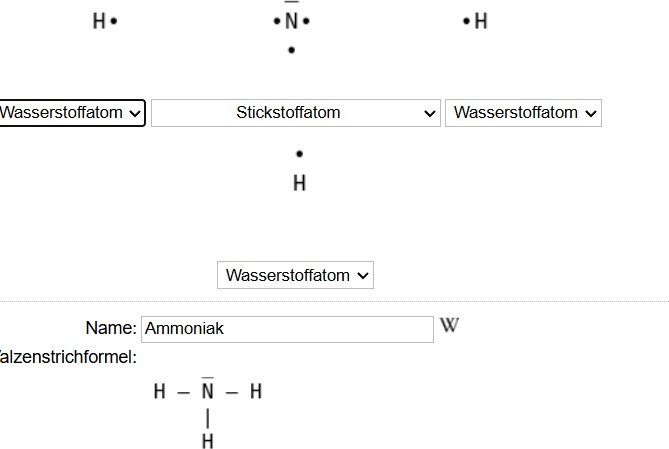 H• •N• •H
•
Wasserstoffatom Stickstoffatom Wasserstoffatom
•
H
Wasserstoffatom
Name: Ammoniak W
alzenstrichformel:
H – N – H
|
H